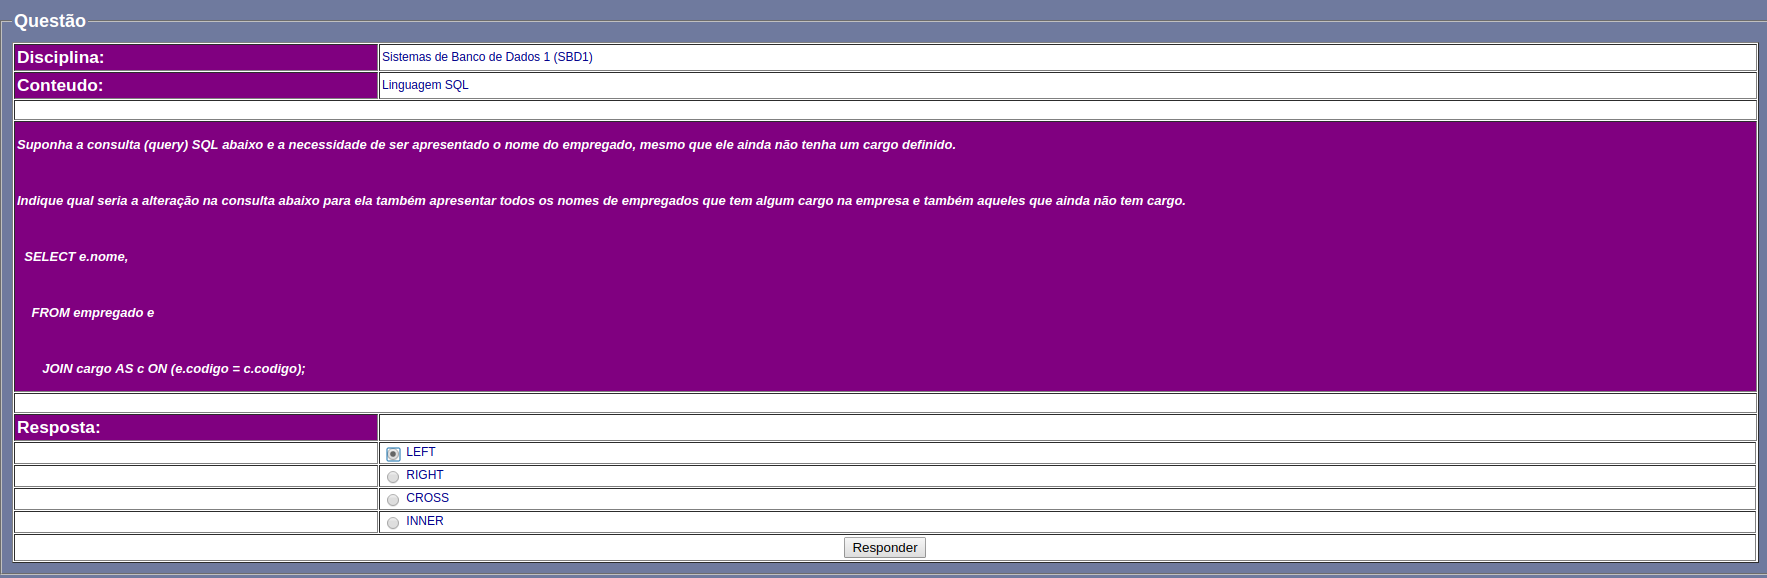 Questão
Disciplina: Sistemas de Banco de Dados 1 (SBD1)
Conteudo: Linguagem SQL
Suponha a consulta (query) SQL abaixo e a necessidade de ser apresentado o nome do empregado, mesmo que ele ainda não tenha um cargo definido.
Indique qual seria a alteração na consulta abaixo para ela também apresentar todos os nomes de empregados que tem algum cargo na empresa e também aqueles que ainda não tem cargo.
SELECT e.nome,
FROM empregado e
JOIN cargo AS c ON (e.codigo = c.codigo);
Resposta:
LEFT
RIGHT
CROSS
INNER
Responder